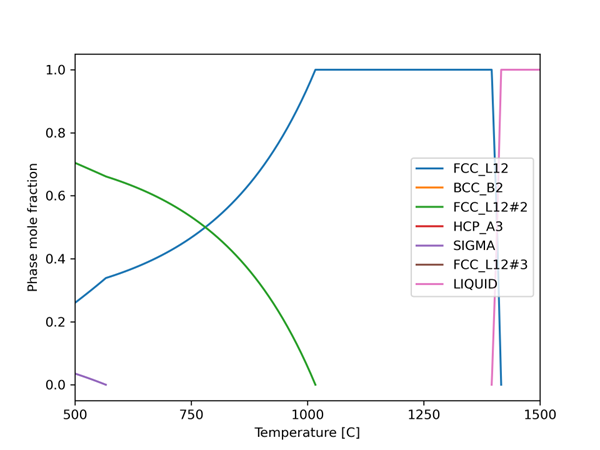 1.0
0.8
0.6
0.4
0.2
0.0
Phase mole fraction
FCC_L12
BCC_B2
FCC_L12#2
HCP_A3
SIGMA
FCC_L12#3
LIQUID
500 750 1000 1250 1500
Temperature [C]